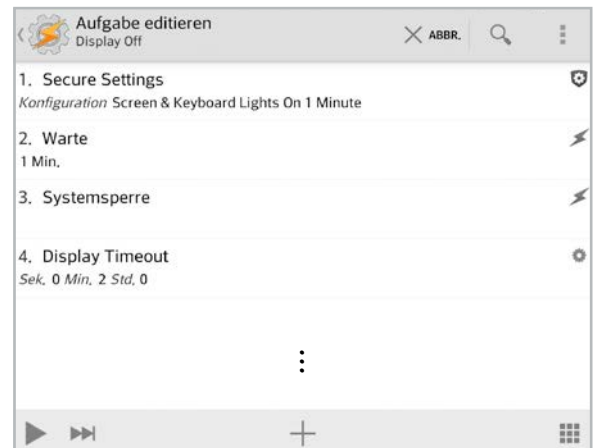 Aufgabe editieren
Display Off
ABBR.
1. Secure Settings
Konfiguration Screen & Keyboard Lights On 1 Minute
2. Warte
1 Min.
3. Systemsperre
4. Display Timeout
Sek. 0 Min. 2 Std. 0